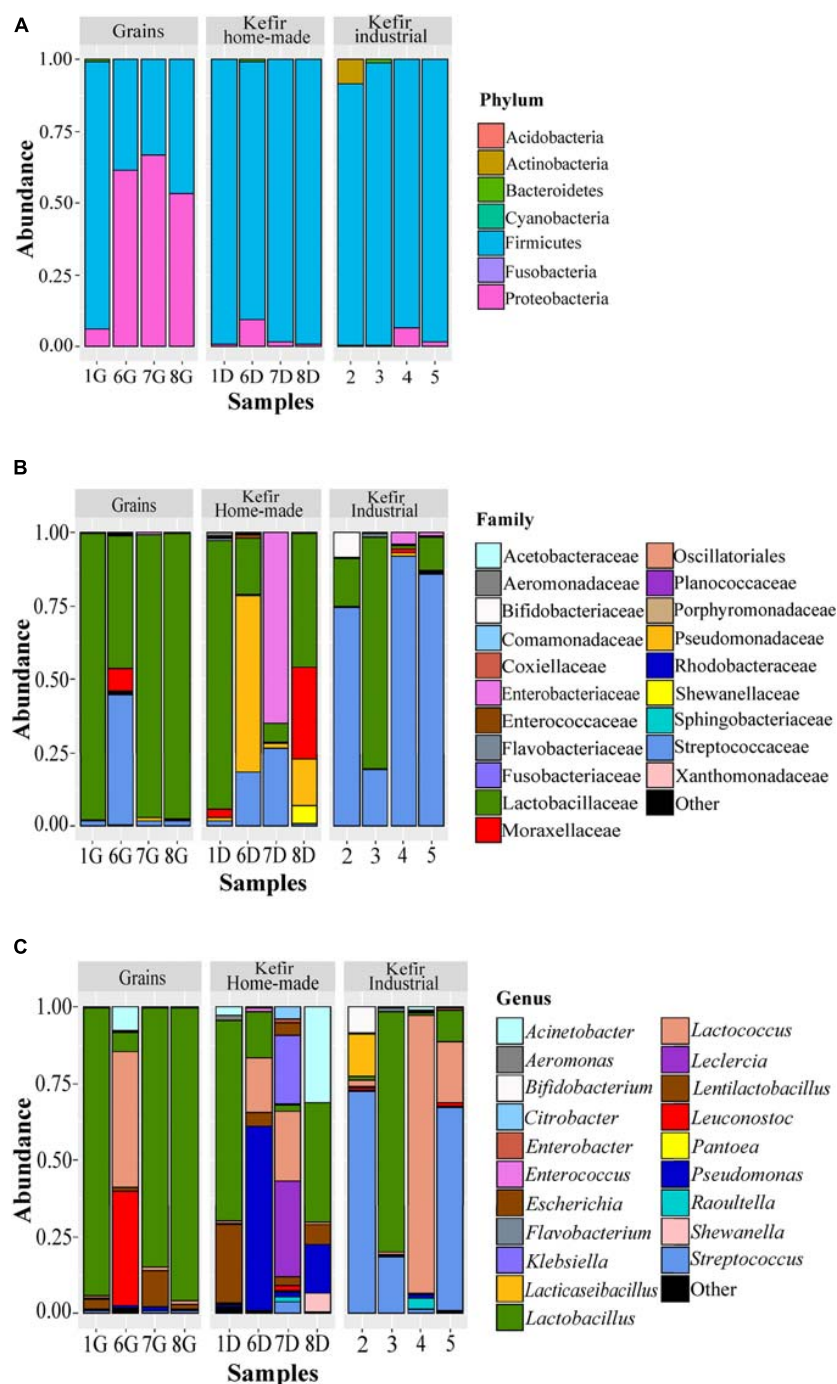 A
Grains
Kefir
home-made
Kefir
industrial
1.00
0.75
0.50
0.25
0.00
Abundance
1G 6G 7G 8G
1D 6D 7D 8D
2 3 4 5
Samples
Phylum
Acidobacteria
Actinobacteria
Bacteroidetes
Cyanobacteria
Firmicutes
Fusobacteria
Proteobacteria
B
Grains
Kefir
Home-made
Kefir
Industrial
1.00
0.75
0.50
0.25
0.00
Abundance
1G 6G 7G 8G
1D 6D 7D 8D
2 3 4 5
Samples
Family
Acetobacteraceae
Aeromonadaceae
Bifidobacteriaceae
Comamonadaceae
Coxiellaceae
Enterobacteriaceae
Enterococcaceae
Flavobacteriaceae
Fusobacteriaceae
Lactobacillaceae
Moraxellaceae
Oscillatoriales
Planococcaceae
Porphyromonadaceae
Pseudomonadaceae
Rhodobacteraceae
Shewanellaceae
Sphingobacteriaceae
Streptococcaceae
Xanthomonadaceae
Other
C
Grains
Kefir
Home-made
Kefir
Industrial
1.00
0.75
0.50
0.25
0.00
Abundance
1G 6G 7G 8G
1D 6D 7D 8D
2 3 4 5
Samples
Genus
Acinetobacter
Aeromonas
Bifidobacterium
Citrobacter
Enterobacter
Enterococcus
Escherichia
Flavobacterium
Klebsiella
Lacticaseibacillus
Lactobacillus
Lactococcus
Leclercia
Lentilactobacillus
Leuconostoc
Pantoea
Pseudomonas
Raoultella
Shewanella
Streptococcus
Other